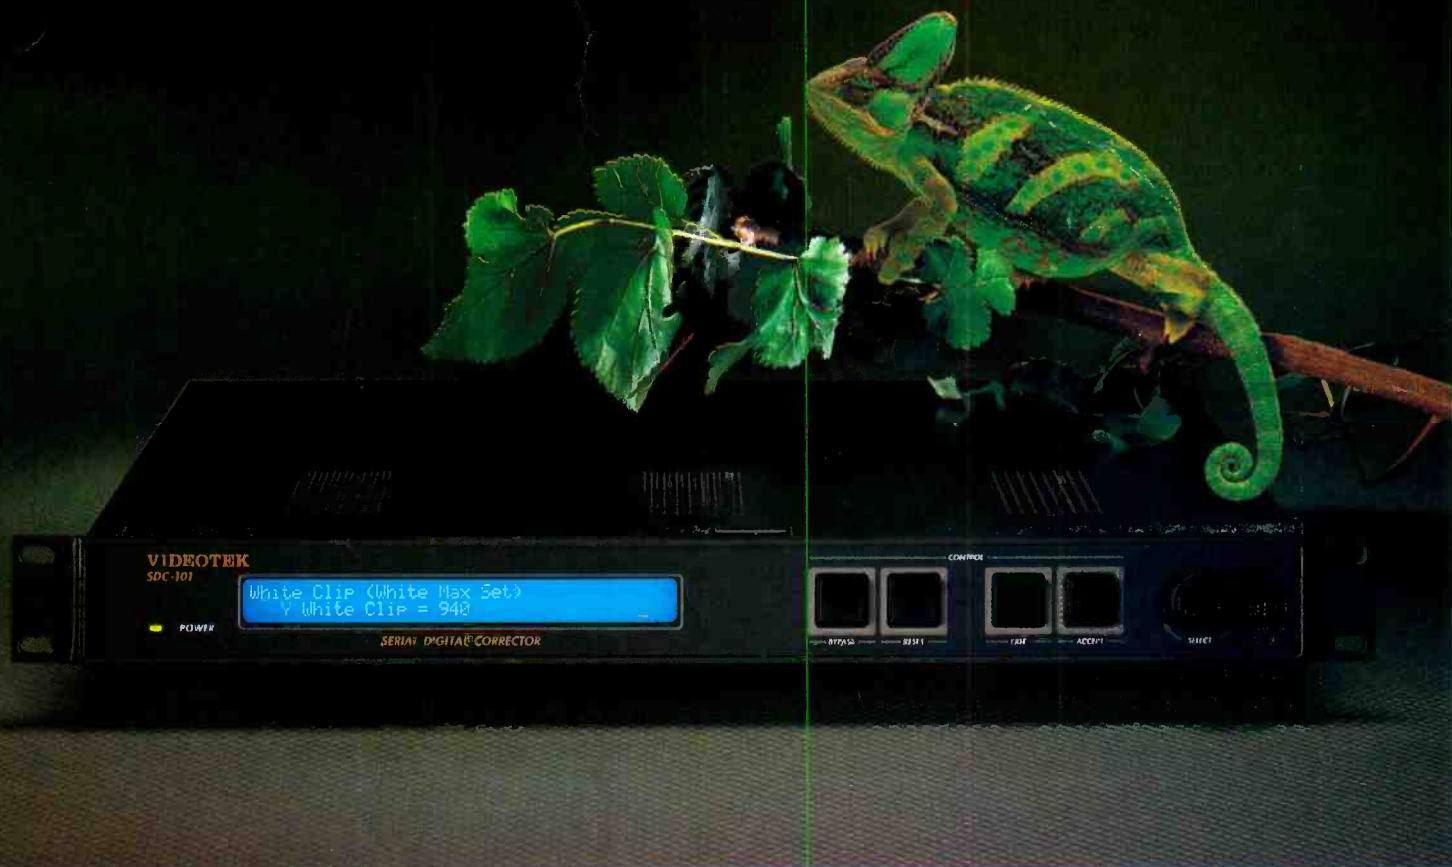 VIDEOTEK
SDC-101
White Clip (White Max Set)
Y White Clip = 940
POWER
SERIAL DIGITAL CORRECTOR
CONTROL
BYPASS
RESET
EXIT
ACCEPT
SELECT